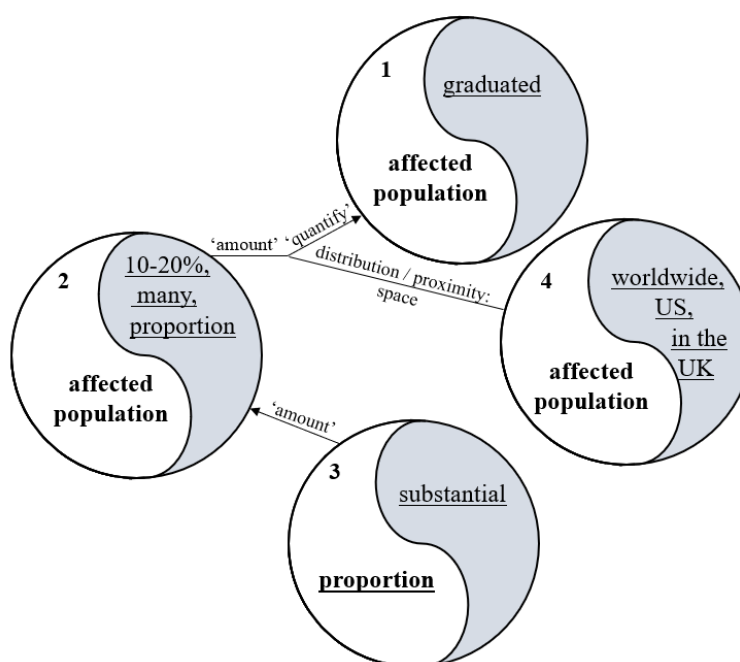 1
graduated
affected
population
'amount' 'quantify'
distribution / proximity:
space
2
10-20%,
many,
proportion
affected
population
4
worldwide,
US,
in the
UK
affected
population
'amount'
3
substantial
proportion